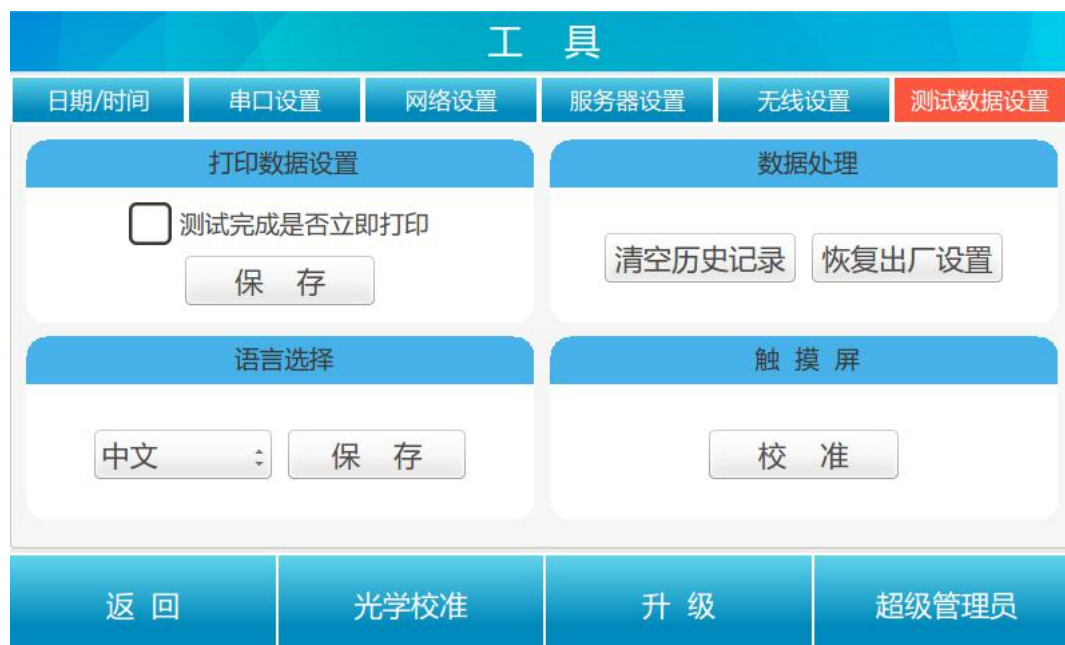 工 具
日期/时间 串口设置 网络设置 服务器设置 无线设置 测试数据设置
打印数据设置 数据处理
测试完成是否立即打印
清空历史记录 恢复出厂设置
保 存
语言选择 触 摸 屏
中文 保 存 校 准
返 回 光学校准 升 级 超级管理员